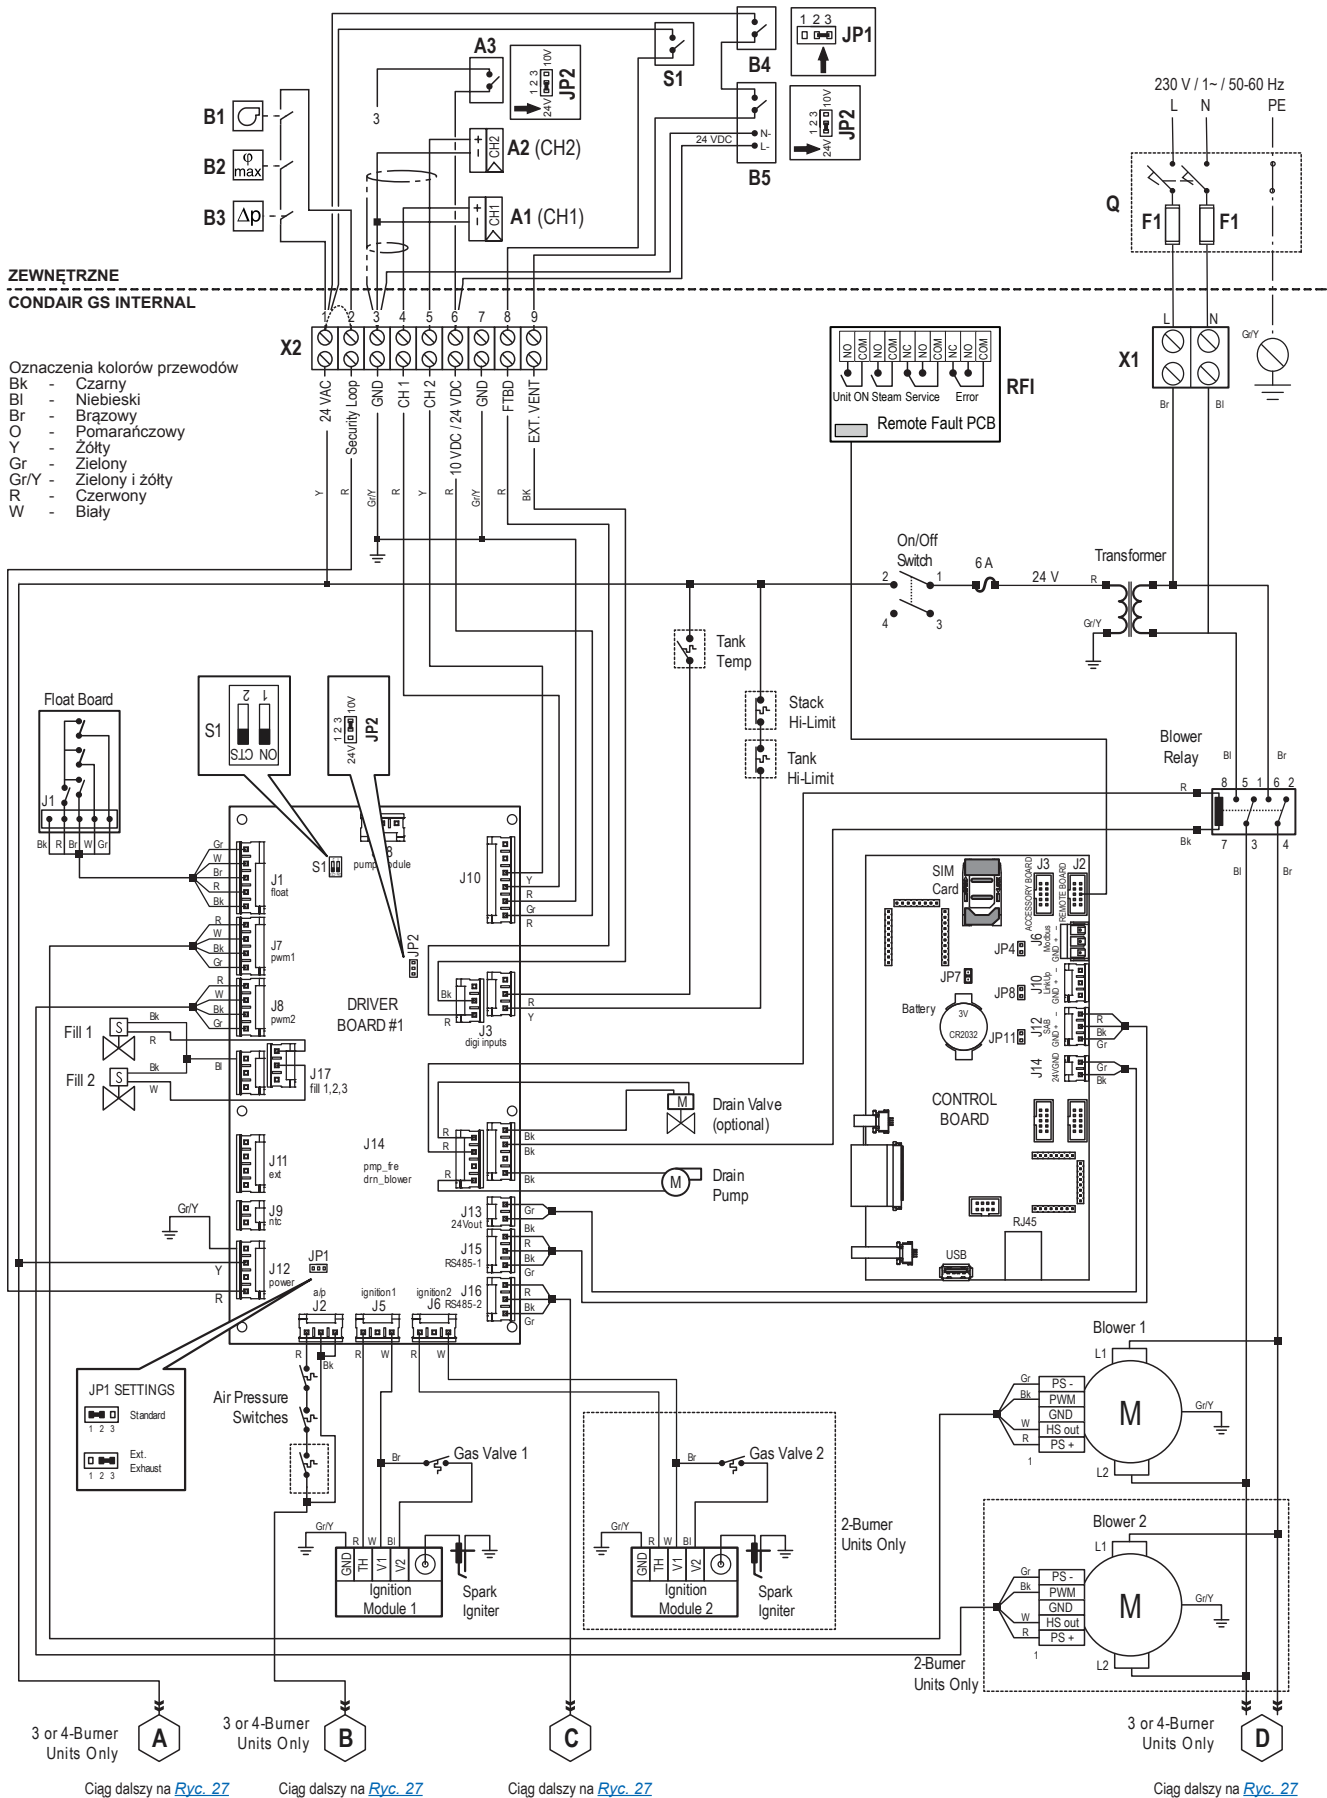 A3
1 2 3
24V
10V
JP2
S1
B4
1 2 3
JP1
B1
B2
φ
max
B3
Δp
3
+
-
CH2
A2 (CH2)
+
-
CH1
A1 (CH1)
24 VDC
N-
L-
B5
1 2 3
24V
10V
JP2
230 V / 1~ / 50-60 Hz
L N PE
Q
F1
F1
ZEWNĘTRZNE
CONDAIR GS INTERNAL
X2
1 2 3 4 5 6 7 8 9
24 VAC
Security Loop
GND
CH 1
CH 2
10 VDC / 24 VDC
GND
FTBD
EXT. VENT
Y
R
Gr/Y
R
Y
R
Gr/Y
R
BK
Oznaczenia kolorów przewodów
Bk - Czarny
Bl - Niebieski
Br - Brązowy
O - Pomarańczowy
Y - Żółty
Gr - Zielony
Gr/Y - Zielony i żółty
R - Czerwony
W - Biały
NO
COM
NO
COM
NC
NO
COM
NC
NO
COM
Unit ON Steam Service Error
Remote Fault PCB
RFI
L
N
X1
Gr/Y
Br
Bl
On/Off
Switch
2
1
4
3
6 A
24 V
Transformer
R
Gr/Y
Tank
Temp
Stack
Hi-Limit
Tank
Hi-Limit
Blower
Relay
Bl
Br
8 5 1 6 2
7 3 4
R
Bk
Bl
Br
Float Board
J1
Bk R Br W Gr
S1
2 1
CTS ON
1 2 3
24V
10V
JP2
S1
8
pump module
Gr
W
Br
R
Bk
J1
float
R
W
Bk
Gr
J7
pwm1
R
W
Bk
Gr
J8
pwm2
J10
Y
R
Gr
R
JP2
DRIVER
BOARD #1
Bk
R
J3
digi inputs
R
Y
Fill 1
S
Bk
R
Fill 2
S
Bk
W
Bl
J17
fill 1,2,3
J11
ext
J9
ntc
Gr/Y
Y
R
J12
power
JP1
J14
pmp_fre
drn_blower
R
R
R
Bk
Bk
Bk
M
Drain Valve
(optional)
M
Drain
Pump
J13
24Vout
Gr
Bk
J15
RS485-1
R
Bk
Gr
J16
RS485-2
R
Bk
Gr
a/p
J2
ignition1
J5
ignition2
J6
SIM
Card
ACCESSORY BOARD
J3
REMOTE BOARD
J2
JP4
J6
Modbus
GND + -
JP7
JP8
J10
LinkUp
GND + -
Battery
3V
CR2032
JP11
J12
SAB
GND + -
R
Bk
Gr
J14
24VGND
Gr
Bk
CONTROL
BOARD
RJ45
USB
JP1 SETTINGS
Standard
1 2 3
Ext.
Exhaust
1 2 3
R
Bk
Air Pressure
Switches
R
W
R
W
Br
Gas Valve 1
Gr/Y
R
W
Bl
GND
TH
V1
V2
Ignition
Module 1
Spark
Igniter
Br
Gas Valve 2
Gr/Y
R
W
Bl
GND
TH
V1
V2
Ignition
Module 2
Spark
Igniter
2-Burner
Units Only
Blower 1
L1
Gr
Bk
W
R
PS -
PWM
GND
HS out
PS +
1
M
Gr/Y
L2
Blower 2
L1
Gr
Bk
W
R
PS -
PWM
GND
HS out
PS +
1
M
Gr/Y
L2
2-Burner
Units Only
3 or 4-Burner
Units Only
A
3 or 4-Burner
Units Only
B
C
3 or 4-Burner
Units Only
D
Ciąg dalszy na Ryc. 27
Ciąg dalszy na Ryc. 27
Ciąg dalszy na Ryc. 27
Ciąg dalszy na Ryc. 27